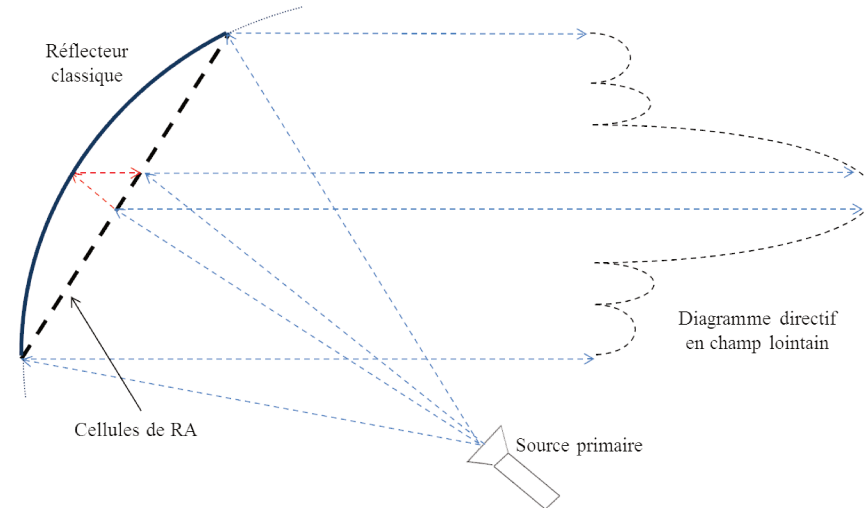 Réflecteur
classique
Diagramme directif
en champ lointain
Cellules de RA
Source primaire